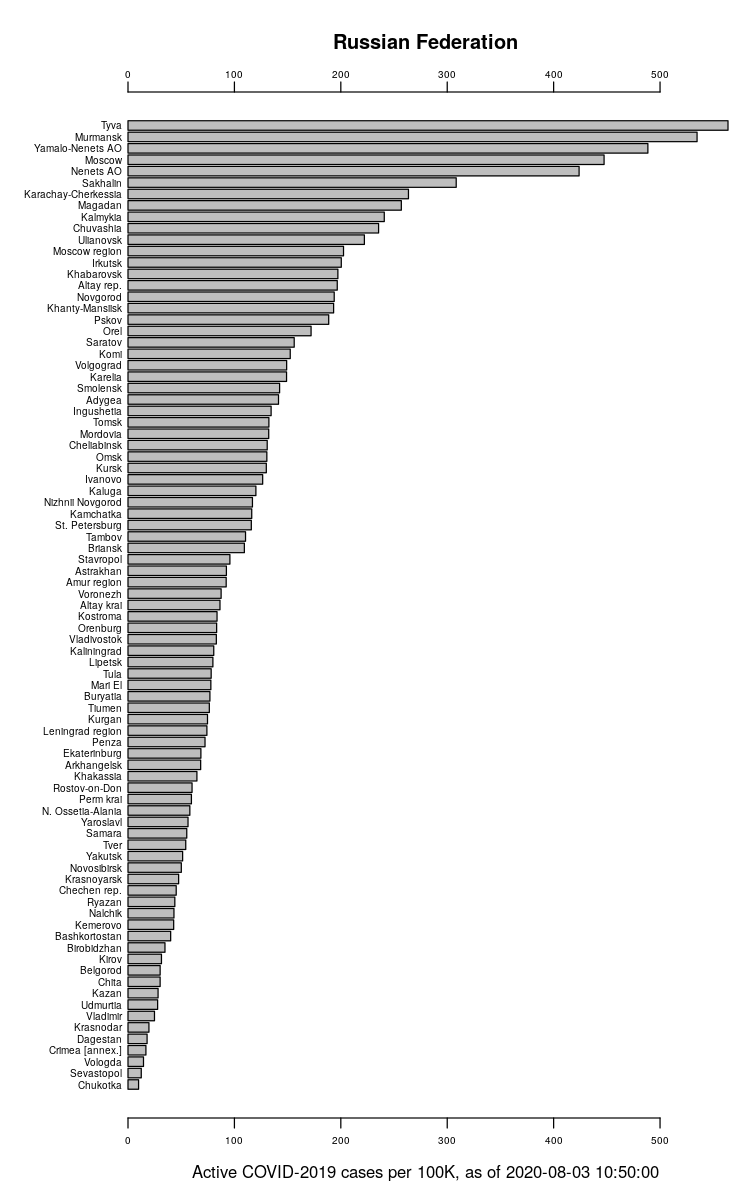 Russian Federation
0 100 200 300 400 500
Tyva
Murmansk
Yamalo-Nenets AO
Moscow
Nenets AO
Sakhalin
Karachay-Cherkessia
Magadan
Kalmykia
Chuvashia
Ulianovsk
Moscow region
Irkutsk
Khabarovsk
Altay rep.
Novgorod
Khanty-Mansiisk
Pskov
Orel
Saratov
Komi
Volgograd
Karelia
Smolensk
Adygea
Ingushetia
Tomsk
Mordovia
Cheliabinsk
Omsk
Kursk
Ivanovo
Kaluga
Nizhnii Novgorod
Kamchatka
St. Petersburg
Tambov
Briansk
Stavropol
Astrakhan
Amur region
Voronezh
Altay krai
Kostroma
Orenburg
Vladivostok
Kaliningrad
Lipetsk
Tula
Mari El
Buryatia
Tiumen
Kurgan
Leningrad region
Penza
Ekaterinburg
Arkhangelsk
Khakassia
Rostov-on-Don
Perm krai
N. Ossetia-Alania
Yaroslavl
Samara
Tver
Yakutsk
Novosibirsk
Krasnoyarsk
Chechen rep.
Ryazan
Nalchik
Kemerovo
Bashkortostan
Birobidzhan
Kirov
Belgorod
Chita
Kazan
Udmurtia
Vladimir
Krasnodar
Dagestan
Crimea [annex.]
Vologda
Sevastopol
Chukotka
0 100 200 300 400 500
Active COVID-2019 cases per 100K, as of 2020-08-03 10:50:00